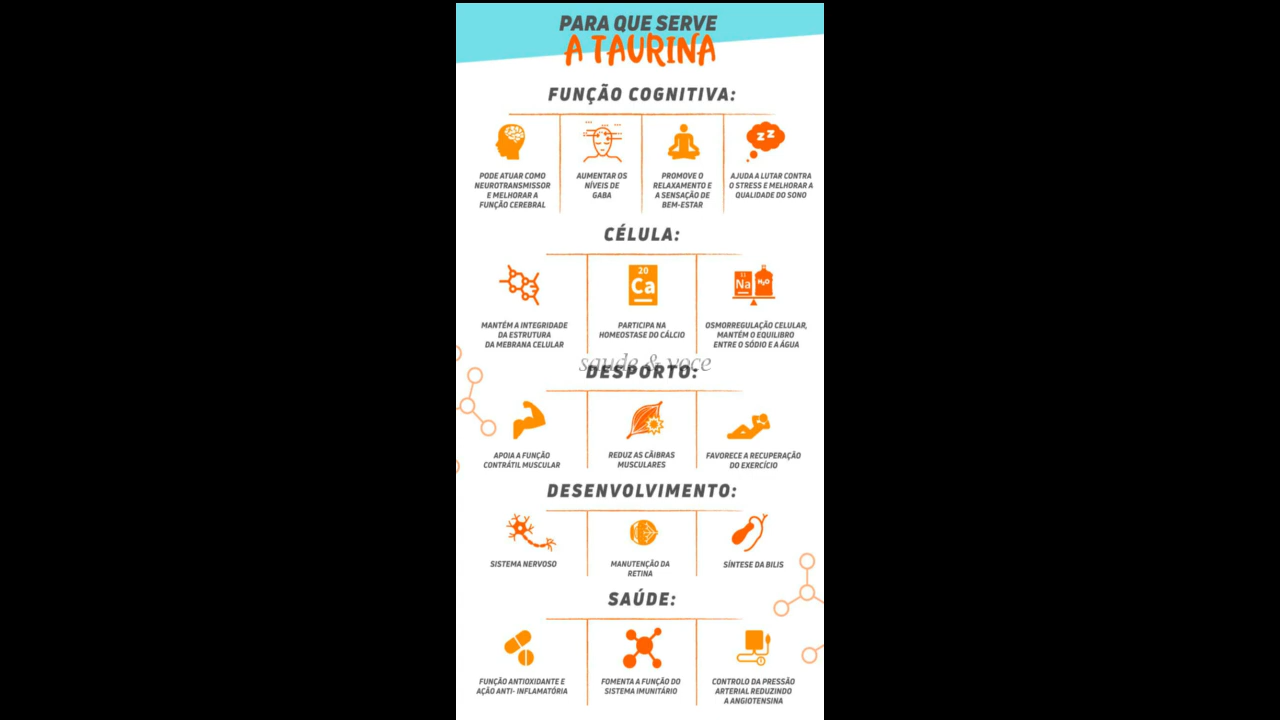 PARA QUE SERVE
A TAURINA
FUNÇÃO COGNITIVA:
PODE ATUAR COMO
NEUROTRANSMISSOR
E MELHORAR A
FUNÇÃO CEREBRAL
AUMENTAR OS
NÍVEIS DE
GABA
PROMOVE O
RELAXAMENTO E
A SENSAÇÃO DE
BEM-ESTAR
ZZ
AJUDA A LUTAR CONTRA
O STRESS E MELHORAR A
QUALIDADE DO SONO
CÉLULA:
MANTÉM A INTEGRIDADE
DA ESTRUTURA
DA MEBRANA CELULAR
20
Ca
PARTICIPA NA
HOMEOSTASE DO CÁLCIO
11
Na
H₂O
OSMORREGULAÇÃO CELULAR,
MANTÉM O EQUILIBRO
ENTRE O SÓDIO E A ÁGUA
saude & voce
DESPORTO:
APOIA A FUNÇÃO
CONTRÁTIL MUSCULAR
REDUZ AS CÃIBRAS
MUSCULARES
FAVORECE A RECUPERAÇÃO
DO EXERCÍCIO
DESENVOLVIMENTO:
SISTEMA NERVOSO
MANUTENÇÃO DA
RETINA
SÍNTESE DA BILIS
SAÚDE:
FUNÇÃO ANTIOXIDANTE E
AÇÃO ANTI- INFLAMATÓRIA
FOMENTA A FUNÇÃO DO
SISTEMA IMUNITÁRIO
CONTROLO DA PRESSÃO
ARTERIAL REDUZINDO
A ANGIOTENSINA